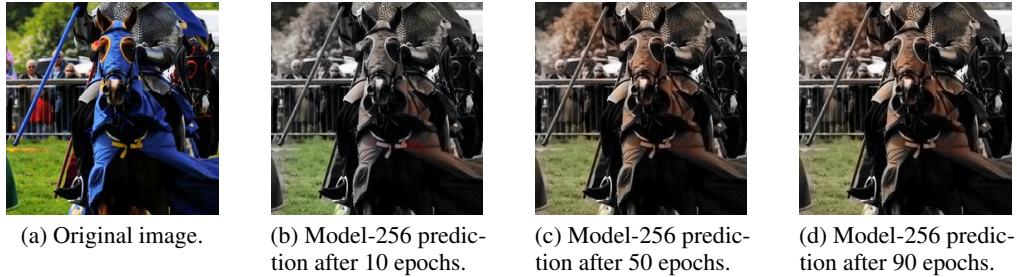 (a) Original image.
(b) Model-256 predic-
tion after 10 epochs.
(c) Model-256 predic-
tion after 50 epochs.
(d) Model-256 predic-
tion after 90 epochs.